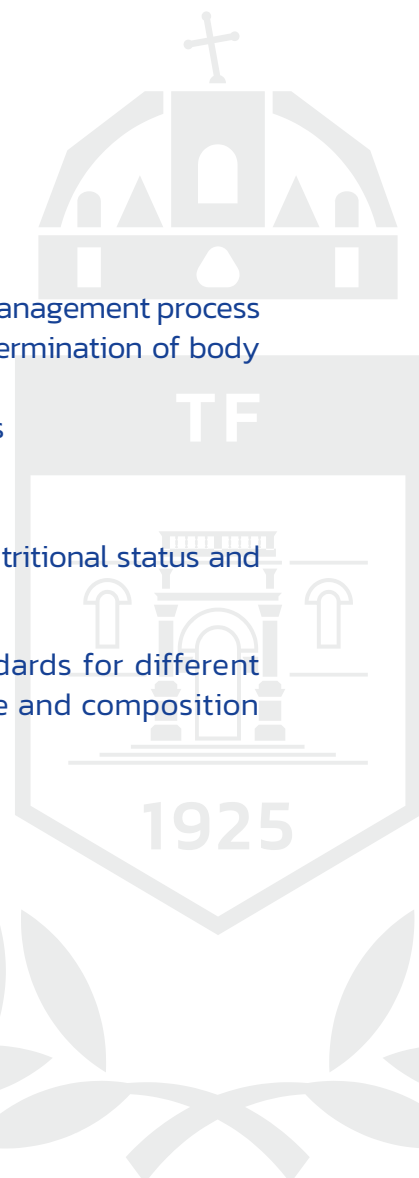 anagement process
ermination of body
s
TF
tritional status and
dards for different
e and composition
1925